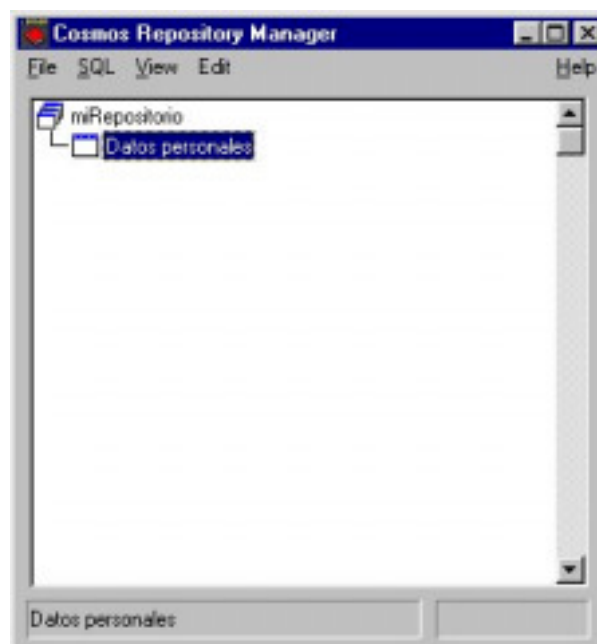 Cosmos Repository Manager
File SQL View Edit Help
miRepositorio
Datos personales
Datos personales